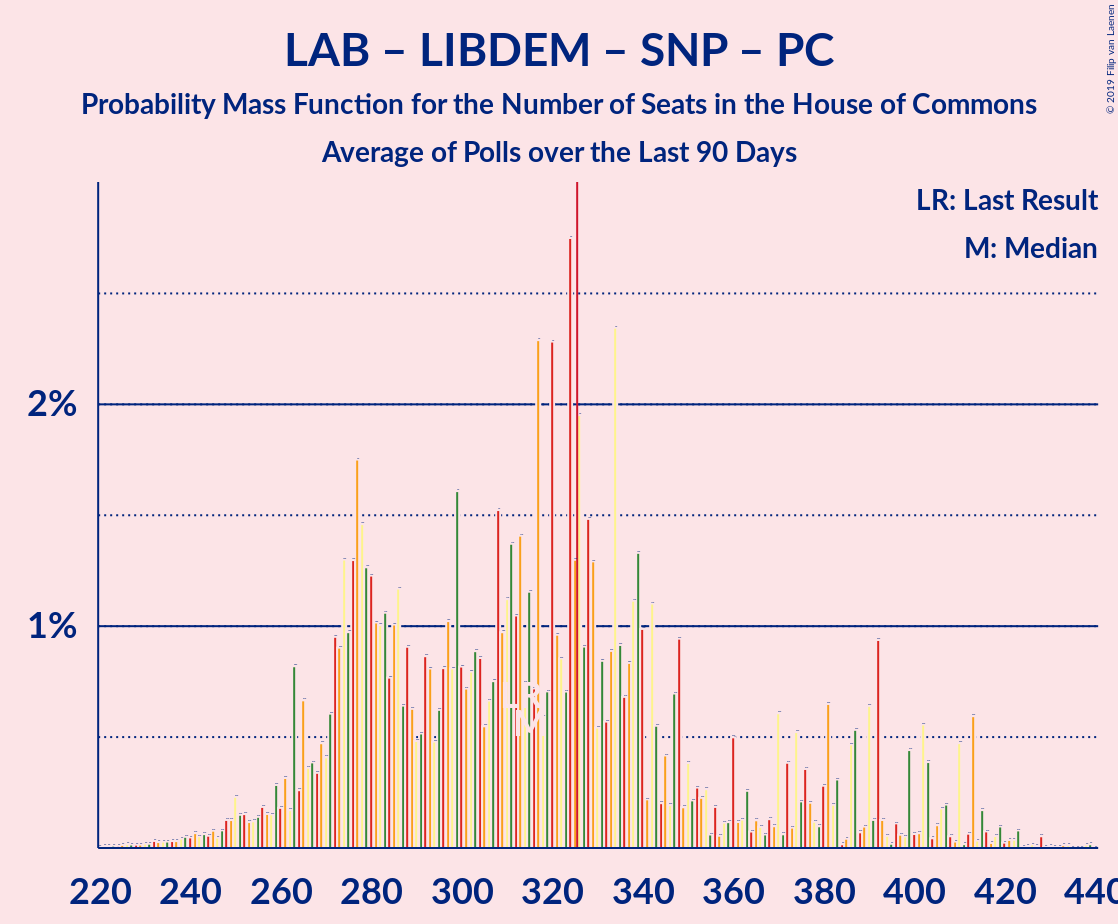 LAB – LIBDEM – SNP – PC
Probability Mass Function for the Number of Seats in the House of Commons
Average of Polls over the Last 90 Days
© 2019 Filip van Laenen
LR: Last Result
M: Median
2%
1%
220 240 260 280 300 320 340 360 380 400 420 440